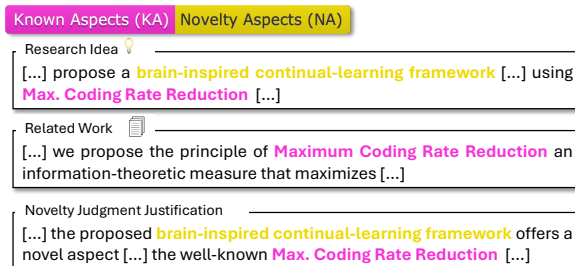 Known Aspects (KA) Novelty Aspects (NA)
Research Idea
[...] propose a brain-inspired continual-learning framework [...] using
Max. Coding Rate Reduction [...]
Related Work
[...] we propose the principle of Maximum Coding Rate Reduction an
information-theoretic measure that maximizes [...]
Novelty Judgment Justification
[...] the proposed brain-inspired continual-learning framework offers a
novel aspect [...] the well-known Max. Coding Rate Reduction [...]